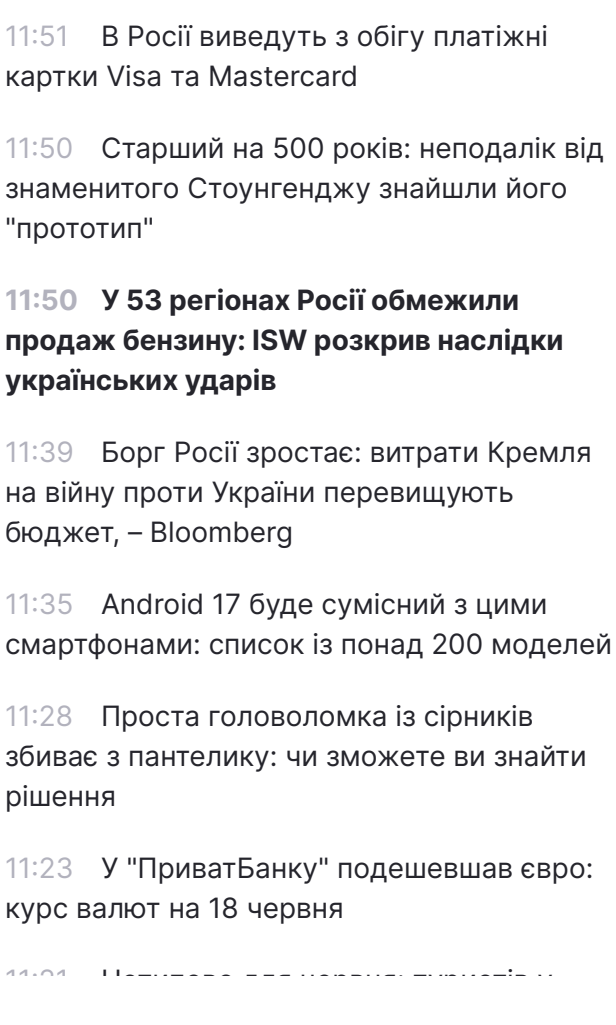 11:51 В Росії виведуть з обігу платіжні
картки Visa та Mastercard
11:50 Старший на 500 років: неподалік від
знаменитого Стоунгенджу знайшли його
"прототип"
11:50 У 53 регіонах Росії обмежили
продаж бензину: ISW розкрив наслідки
українських ударів
11:39 Борг Росії зростає: витрати Кремля
на війну проти України перевищують
бюджет, – Bloomberg
11:35 Android 17 буде сумісний з цими
смартфонами: список із понад 200 моделей
11:28 Проста головоломка із сірників
збиває з пантелику: чи зможете ви знайти
рішення
11:23 У "ПриватБанку" подешевшав євро:
курс валют на 18 червня